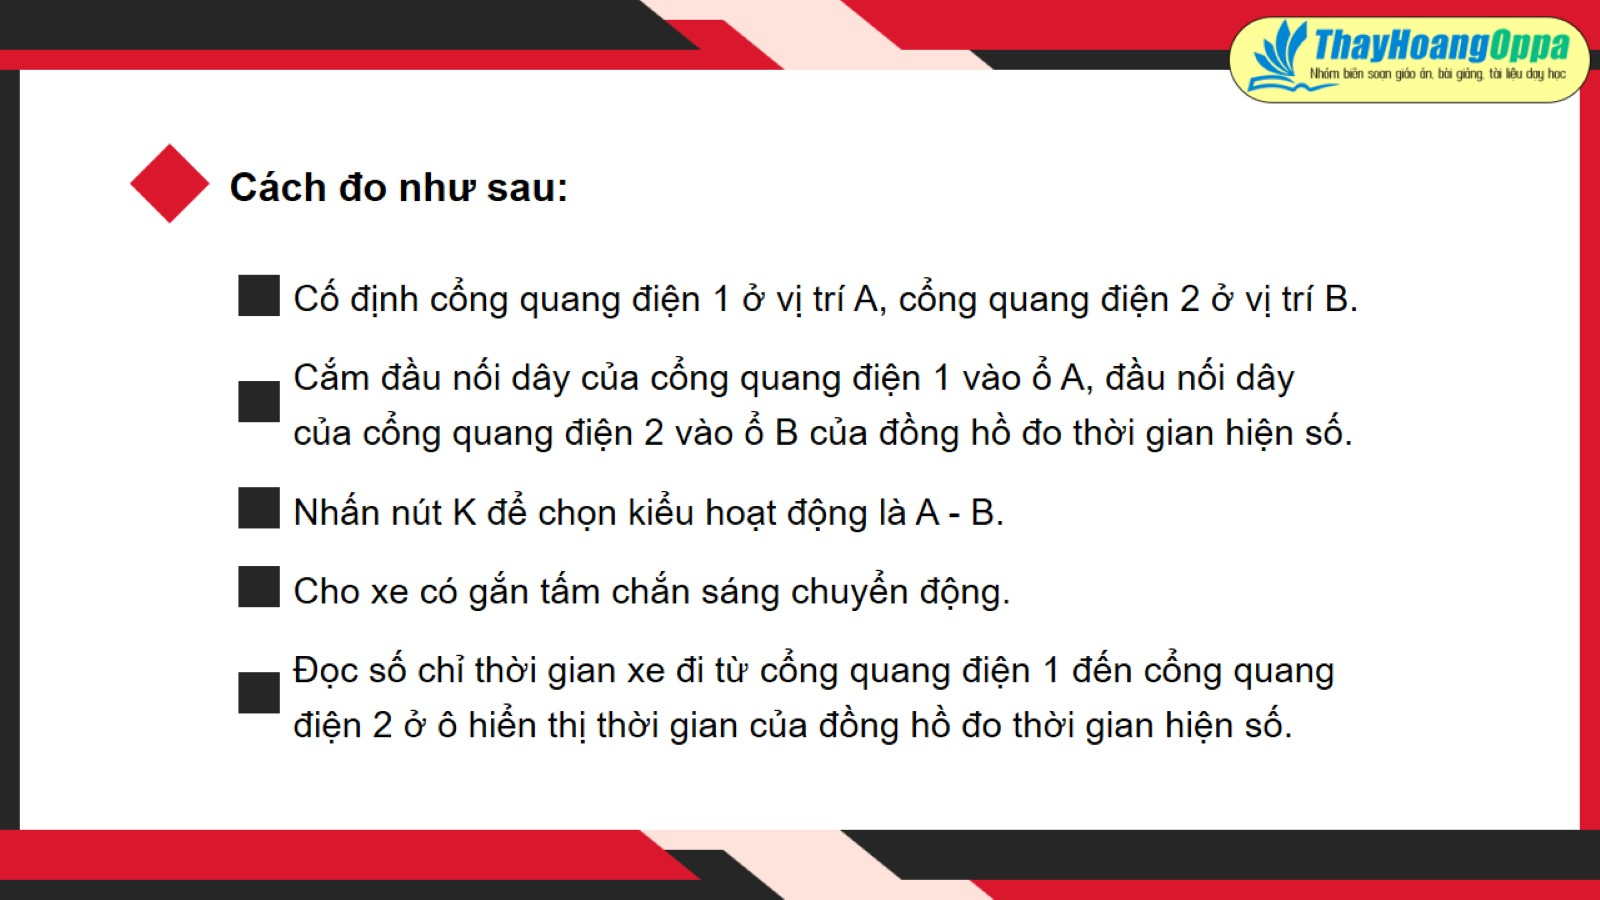 ThayHoangOppa
Nhóm biên soạn giáo án, bài giảng, tài liệu dạy học
Cách đo như sau:
Cố định cổng quang điện 1 ở vị trí A, cổng quang điện 2 ở vị trí B.
Cắm đầu nối dây của cổng quang điện 1 vào ổ A, đầu nối dây
của cổng quang điện 2 vào ổ B của đồng hồ đo thời gian hiện số.
Nhấn nút K để chọn kiểu hoạt động là A - B.
Cho xe có gắn tấm chắn sáng chuyển động.
Đọc số chỉ thời gian xe đi từ cổng quang điện 1 đến cổng quang
điện 2 ở ô hiển thị thời gian của đồng hồ đo thời gian hiện số.